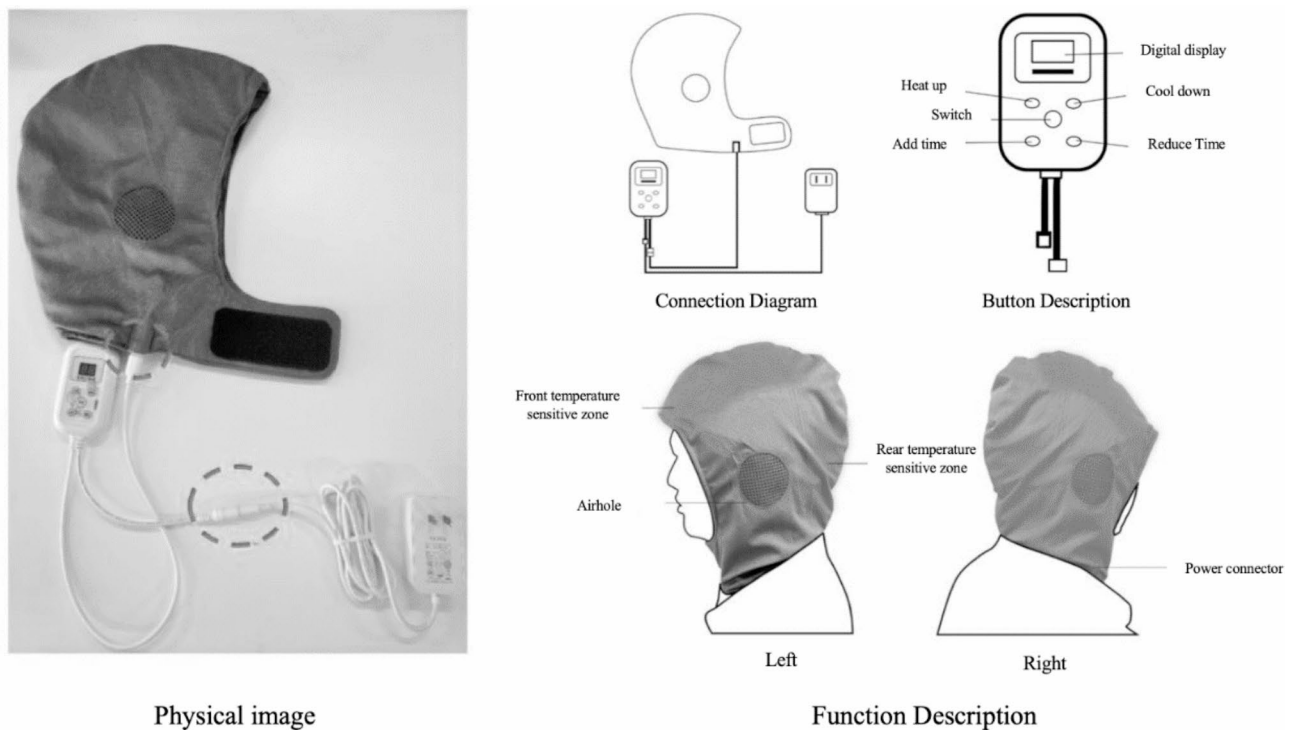 Digital display
Heat up
Cool down
Switch
Add time
Reduce Time
Connection Diagram
Button Description
Front temperature
sensitive zone
Rear temperature
sensitive zone
Airhole
Power connector
Left
Right
Physical image
Function Description